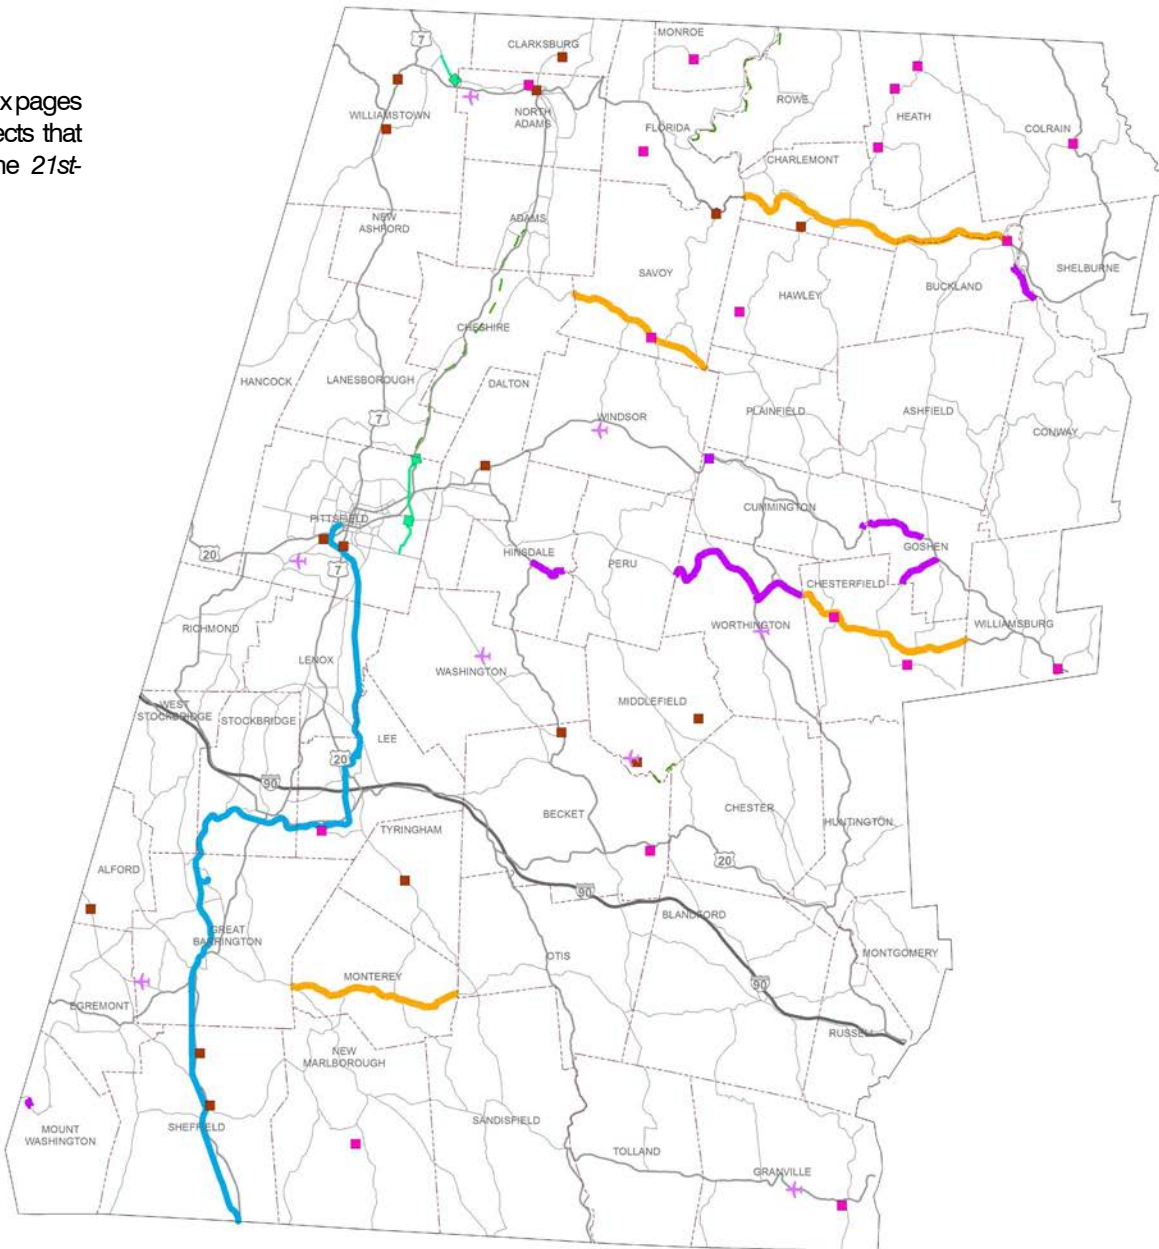 x pages
ects that
ne 21st-
7
CLARKSBURG
MONROE
WILLIAMSTOWN
NORTH
ADAMS
FLORIDA
ROWE
HEATH
COLRAIN
CHARLEMONT
NEW
ASHFORD
ADAMS
SAVOY
HAWLEY
BUCKLAND
SHELBURNE
CHESHIRE
HANCOCK
LANESBOROUGH
DALTON
7
WINDSOR
PLAINFIELD
ASHFIELD
CONWAY
PITTSFIELD
CUMMINGTON
20
HINSDALE
GOSHEN
7
PERU
CHESTERFIELD
RICHMOND
WORTHINGTON
WILLIAMSBURG
LENOX
WASHINGTON
WEST
STOCKBRIDGE
STOCKBRIDGE
MIDDLEFIELD
LEE
20
90
BECKET
CHESTER
HUNTINGTON
TYRINGHAM
20
ALFORD
90
BLANDFORD
GREAT
BARRINGTON
MONTGOMERY
OTIS
MONTEREY
90
EGREMONT
RUSSELL
NEW
MARLBOROUGH
MOUNT
WASHINGTON
SHEFFIELD
SANDISFIELD
TOLLAND
GRANVILLE